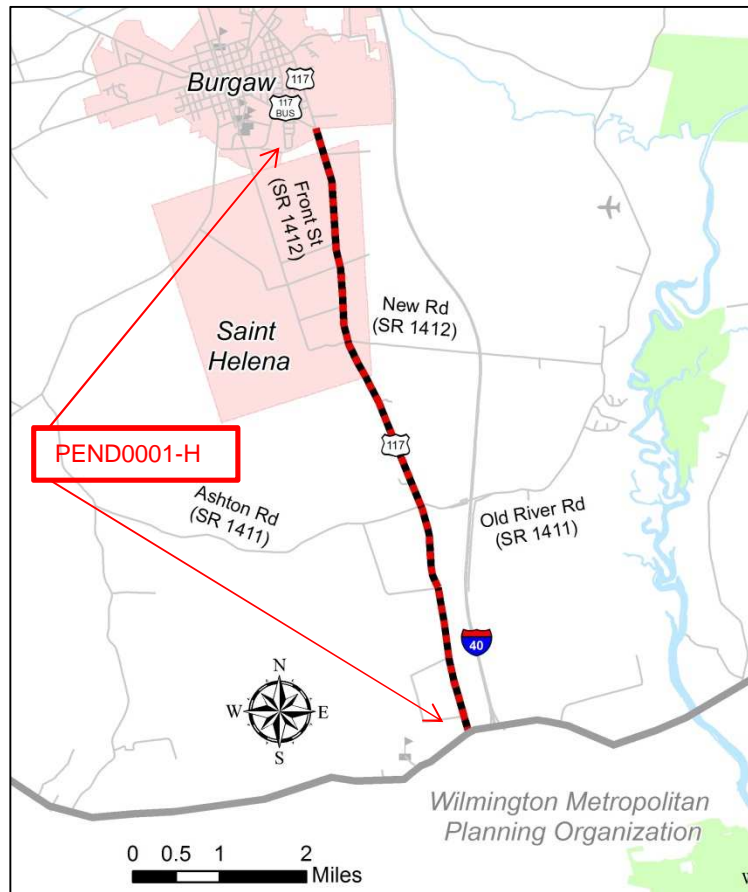 Burgaw
117
117
BUS
Front St
(SR 1412)
New Rd
(SR 1412)
Saint
Helena
PEND0001-H
117
Ashton Rd
(SR 1411)
Old River Rd
(SR 1411)
40
N
W
E
S
Wilmington Metropolitan
Planning Organization
0 0.5 1 2
Miles